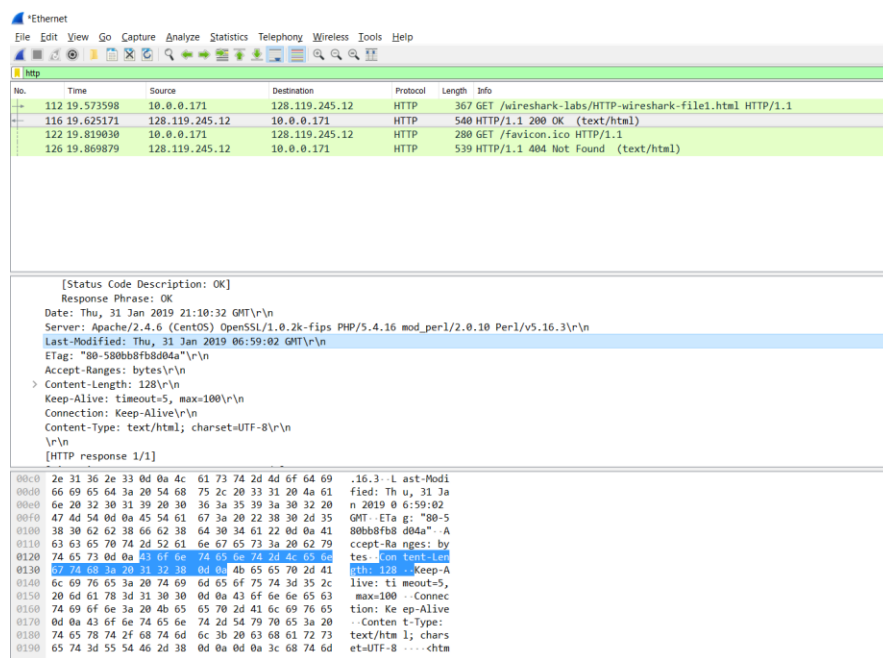 *Ethernet
File Edit View Go Capture Analyze Statistics Telephony Wireless Tools Help
http
No. Time Source Destination Protocol Length Info
112 19.573598 10.0.0.171 128.119.245.12 HTTP 367 GET /wireshark-labs/HTTP-wireshark-file1.html HTTP/1.1
116 19.625171 128.119.245.12 10.0.0.171 HTTP 540 HTTP/1.1 200 OK (text/html)
122 19.819030 10.0.0.171 128.119.245.12 HTTP 280 GET /favicon.ico HTTP/1.1
126 19.869879 128.119.245.12 10.0.0.171 HTTP 539 HTTP/1.1 404 Not Found (text/html)
[Status Code Description: OK]
Response Phrase: OK
Date: Thu, 31 Jan 2019 21:10:32 GMT\r\n
Server: Apache/2.4.6 (CentOS) OpenSSL/1.0.2k-fips PHP/5.4.16 mod_perl/2.0.10 Perl/v5.16.3\r\n
Last-Modified: Thu, 31 Jan 2019 06:59:02 GMT\r\n
ETag: "80-580bb8fb8d04a"\r\n
Accept-Ranges: bytes\r\n
> Content-Length: 128\r\n
Keep-Alive: timeout=5, max=100\r\n
Connection: Keep-Alive\r\n
Content-Type: text/html; charset=UTF-8\r\n
\r\n
[HTTP response 1/1]
00c0 2e 31 36 2e 33 0d 0a 4c 61 73 74 2d 4d 6f 64 69 .16.3··L ast-Modi
00d0 66 69 65 64 3a 20 54 68 75 2c 20 33 31 20 4a 61 fied: Th u, 31 Ja
00e0 6e 20 32 30 31 39 20 30 36 3a 35 39 3a 30 32 20 n 2019 0 6:59:02
00f0 47 4d 54 0d 0a 45 54 61 67 3a 20 22 38 30 2d 35 GMT··ETa g: "80-5
0100 38 30 62 62 38 66 62 38 64 30 34 61 22 0d 0a 41 80bb8fb8 d04a"··A
0110 63 63 65 70 74 2d 52 61 6e 67 65 73 3a 20 62 79 ccept-Ra nges: by
0120 74 65 73 0d 0a 43 6f 6e 74 65 6e 74 2d 4c 65 6e tes··Con tent-Len
0130 67 74 68 3a 20 31 32 38 0d 0a 4b 65 65 70 2d 41 gth: 128 ··Keep-A
0140 6c 69 76 65 3a 20 74 69 6d 65 6f 75 74 3d 35 2c live: ti meout=5,
0150 20 6d 61 78 3d 31 30 30 0d 0a 43 6f 6e 6e 65 63 max=100 ··Connec
0160 74 69 6f 6e 3a 20 4b 65 65 70 2d 41 6c 69 76 65 tion: Ke ep-Alive
0170 0d 0a 43 6f 6e 74 65 6e 74 2d 54 79 70 65 3a 20 ··Conten t-Type:
0180 74 65 78 74 2f 68 74 6d 6c 3b 20 63 68 61 72 73 text/htm l; chars
0190 65 74 3d 55 54 46 2d 38 0d 0a 0d 0a 3c 68 74 6d et=UTF-8 ····<htm